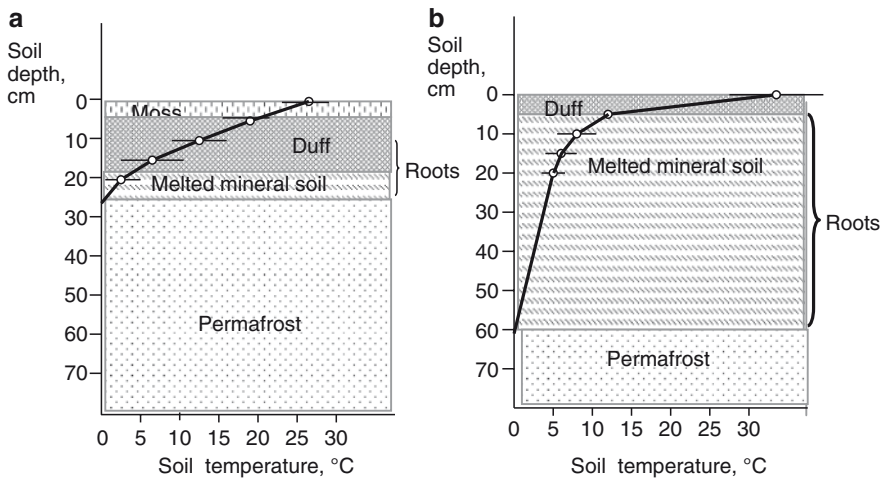 a
Soil
depth,
cm
0
10
20
30
40
50
60
70
Moss
Duff
Melted mineral soil
Roots
Permafrost
0 5 10 15 20 25 30
Soil temperature, °C
b
Soil
depth,
cm
0
10
20
30
40
50
60
70
Duff
Melted mineral soil
Roots
Permafrost
0 5 10 15 20 25 30
Soil temperature, °C